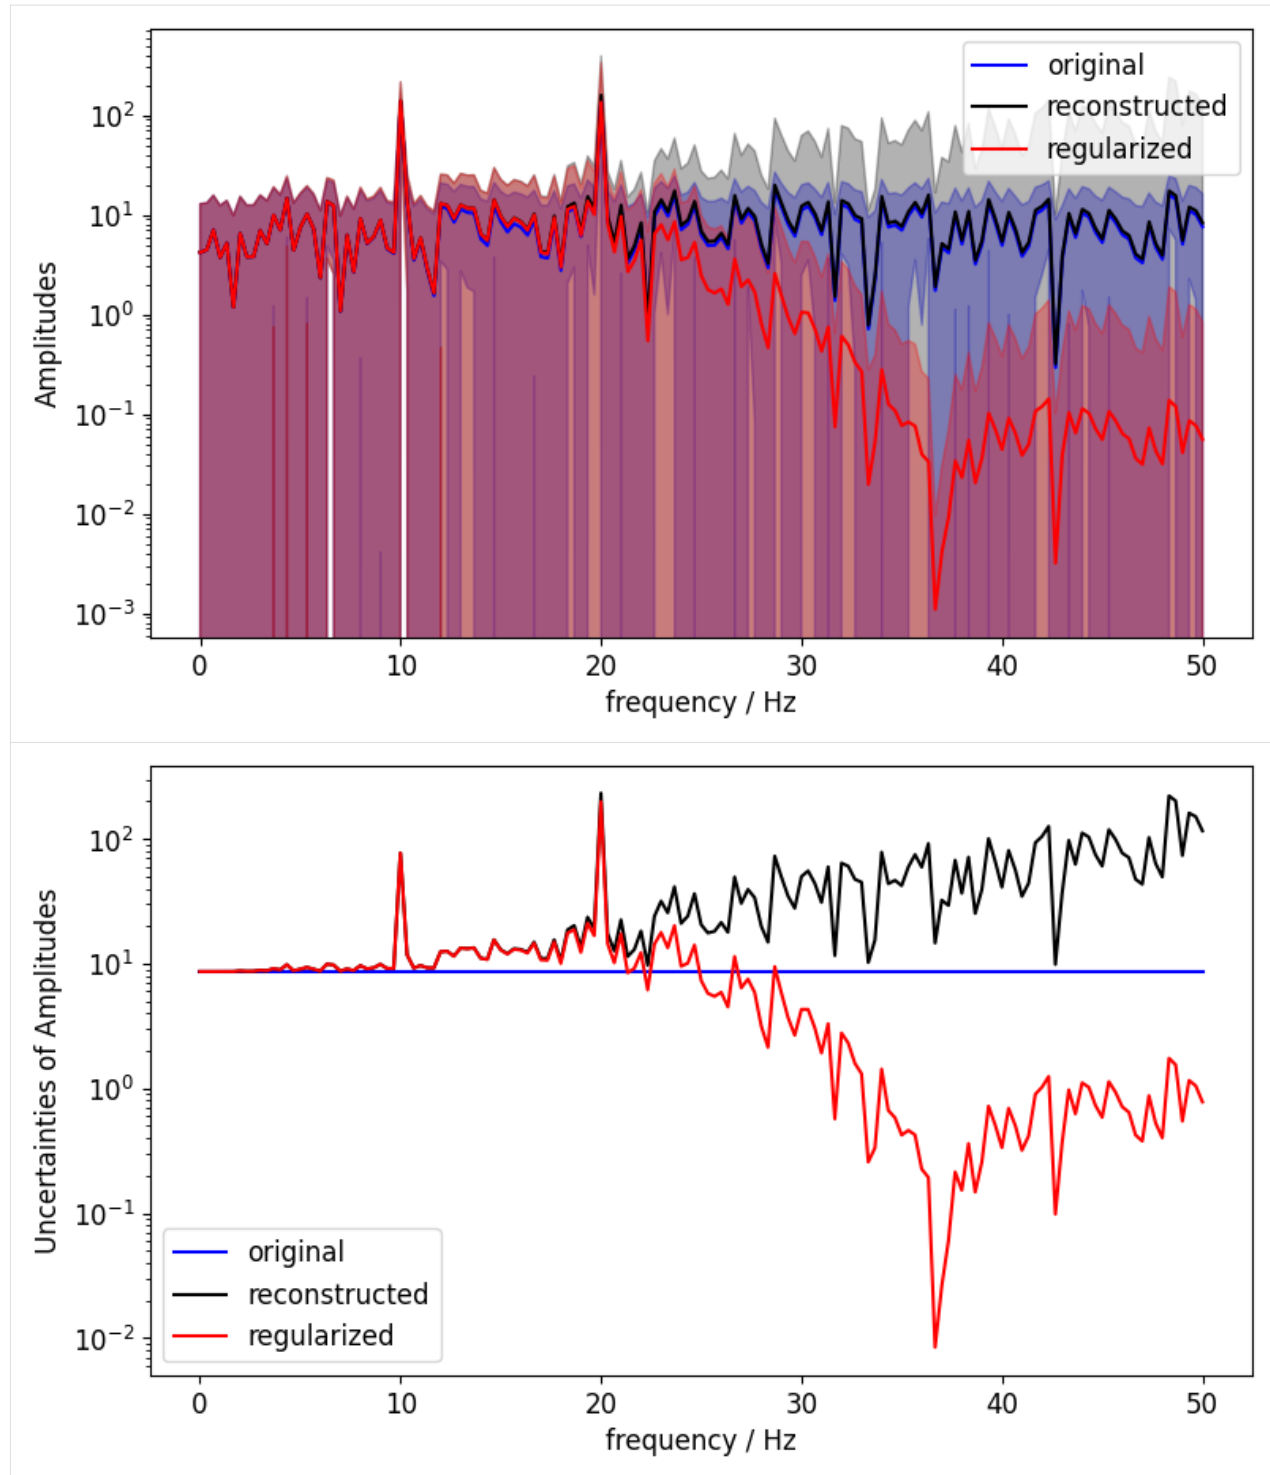 original
reconstructed
regularized
10²
10¹
10⁰
10⁻¹
10⁻²
10⁻³
Amplitudes
0 10 20 30 40 50
frequency / Hz
10²
10¹
10⁰
10⁻¹
10⁻²
Uncertainties of Amplitudes
original
reconstructed
regularized
0 10 20 30 40 50
frequency / Hz